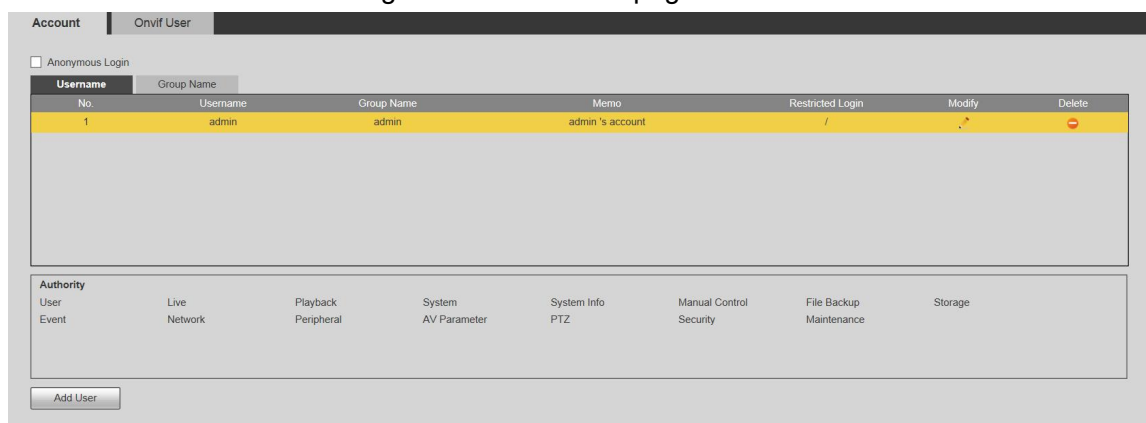 Account Onvif User
Anonymous Login
Username Group Name
No. Username Group Name Memo Restricted Login Modify Delete
1 admin admin admin 's account /
Authority
User Live Playback System System Info Manual Control File Backup Storage
Event Network Peripheral AV Parameter PTZ Security Maintenance
Add User